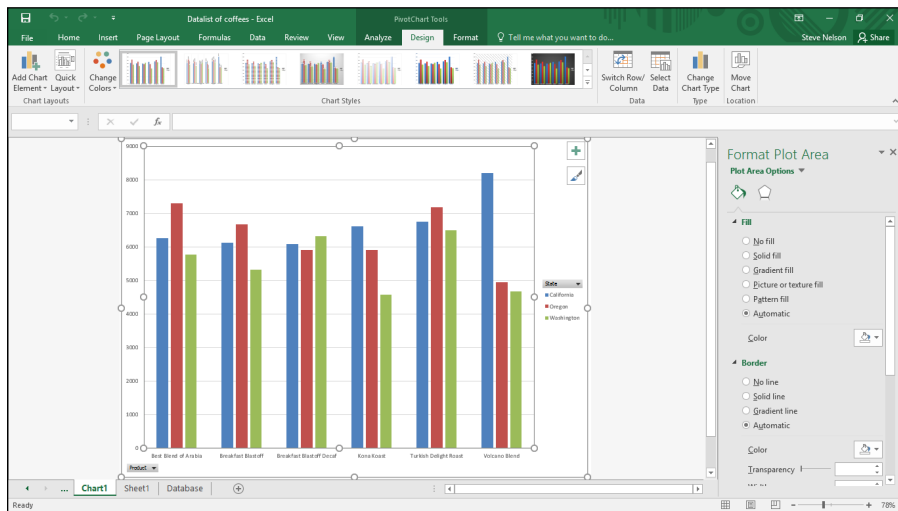 Datalist of coffees - Excel
PivotChart Tools
File Home Insert Page Layout Formulas Data Review View Analyze Design Format Tell me what you want to do... Steve Nelson Share
Add Chart Element Quick Layout Change Colors Switch Row/ Column Select Data Change Chart Type Move Chart
Chart Layouts Chart Styles Data Type Location
fx
9000
8000
7000
6000
5000
4000
3000
2000
1000
0
Best Blend of Arabia Breakfast Blastoff Breakfast Blastoff Decaf Kona Roast Turkish Delight Roast Volcano Blend
Product
State
California
Oregon
Washington
Format Plot Area
Plot Area Options
Fill
No fill
Solid fill
Gradient fill
Picture or texture fill
Pattern fill
Automatic
Color
Border
No line
Solid line
Gradient line
Automatic
Color
Transparency
... Chart1 Sheet1 Database
Ready
78%